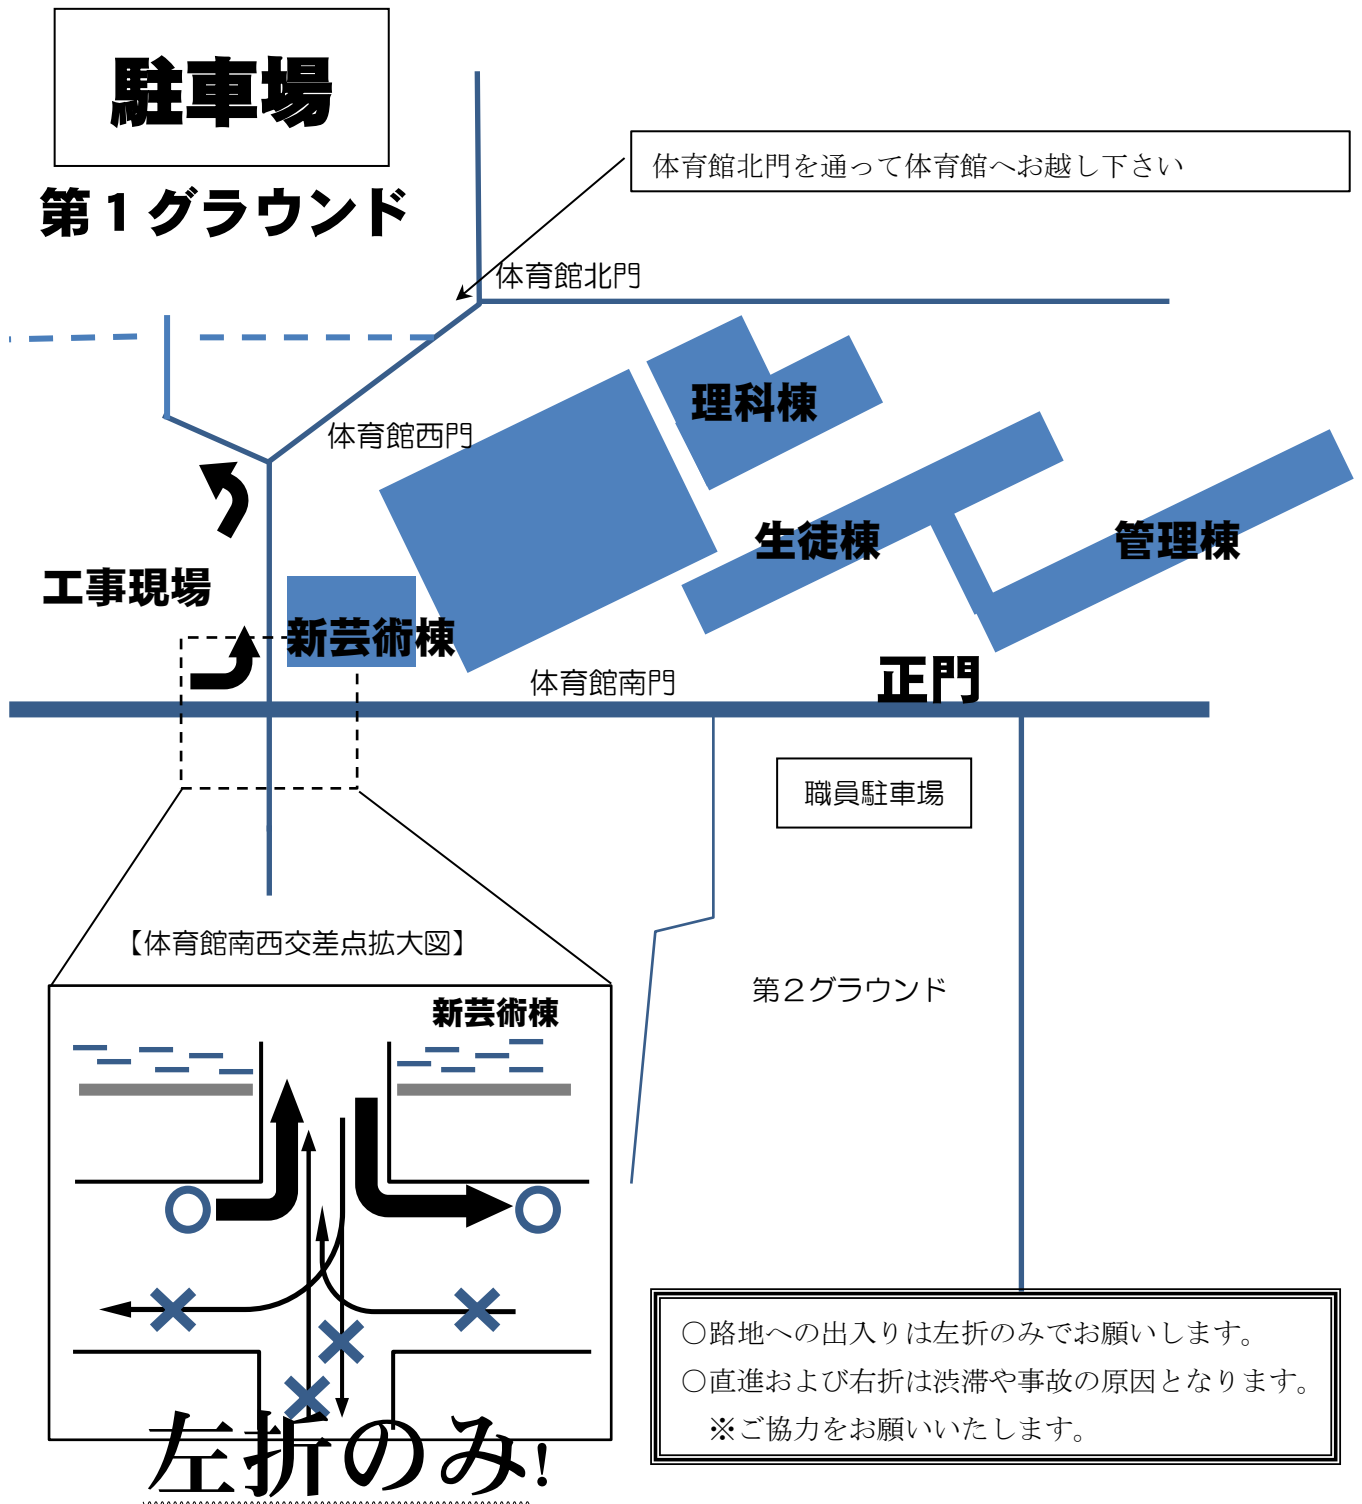 駐車場
第１グラウンド
体育館北門を通って体育館へお越し下さい
体育館北門
理科棟
体育館西門
生徒棟
管理棟
工事現場
新芸術棟
体育館南門
正門
職員駐車場
【体育館南西交差点拡大図】
第２グラウンド
新芸術棟
○路地への出入りは左折のみでお願いします。
○直進および右折は渋滞や事故の原因となります。
※ご協力をお願いいたします。
左折のみ!